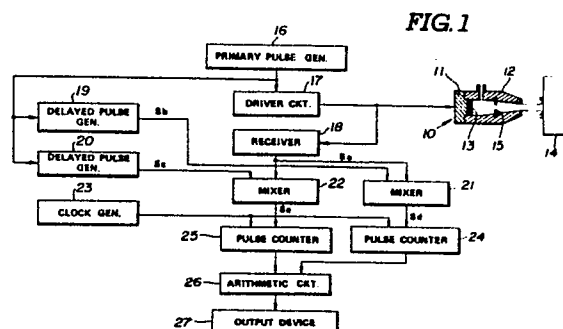 FIG. 1
16
PRIMARY PULSE GEN.
19
DELAYED PULSE GEN.
Sb
17
DRIVER CKT.
11
12
10
13
15
14
18
RECEIVER
20
DELAYED PULSE GEN.
Sc
Sa
23
CLOCK GEN.
MIXER
22
MIXER
21
Se
Sd
25
PULSE COUNTER
PULSE COUNTER
24
26
ARITHMETIC CKT.
27
OUTPUT DEVICE